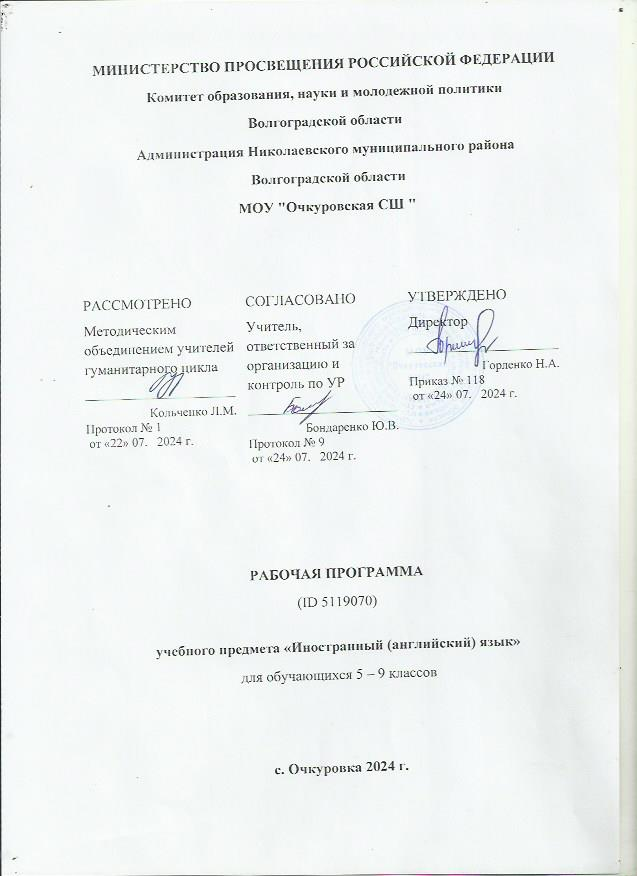 МИНИСТЕРСТВО ПРОСВЕЩЕНИЯ РОССИЙСКОЙ ФЕДЕРАЦИИ
Комитет образования, науки и молодежной политики
Волгоградской области
Администрация Николаевского муниципального района
Волгоградской области
МОУ "Очкуровская СШ "
РАССМОТРЕНО
Методическим
объединением учителей
гуманитарного цикла
Кольченко Л.М.
Протокол № 1
от «22» 07. 2024 г.
СОГЛАСОВАНО
Учитель,
ответственный за
организацию и
контроль по УР
Бондаренко Ю.В.
Протокол № 9
от «24» 07. 2024 г.
УТВЕРЖДЕНО
Директор
Горленко Н.А.
Приказ № 118
от «24» 07. 2024 г.
РАБОЧАЯ ПРОГРАММА
(ID 5119070)
учебного предмета «Иностранный (английский) язык»
для обучающихся 5 – 9 классов
с. Очкуровка 2024 г.